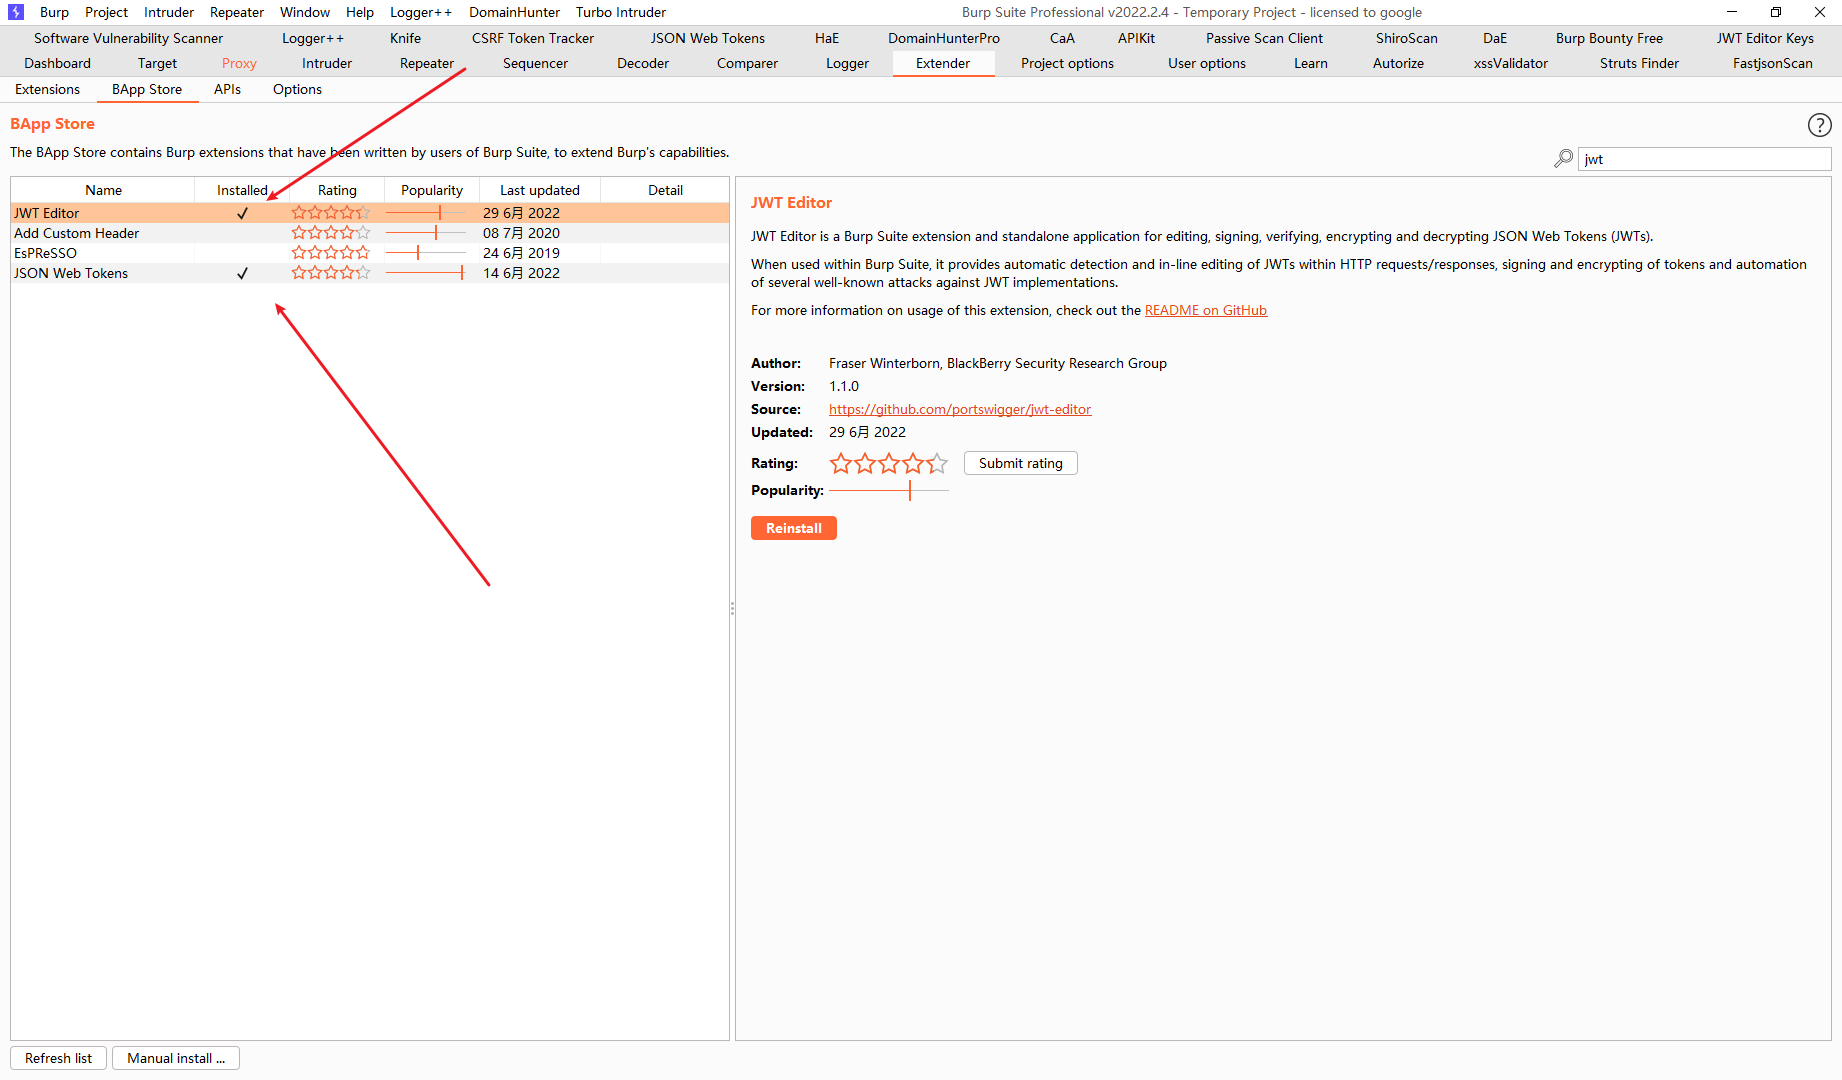 Burp Project Intruder Repeater Window Help Logger++ DomainHunter Turbo Intruder Burp Suite Professional v2022.2.4 - Temporary Project - licensed to google
Software Vulnerability Scanner Logger++ Knife CSRF Token Tracker JSON Web Tokens HaE DomainHunterPro CaA APIKit Passive Scan Client ShiroScan DaE Burp Bounty Free JWT Editor Keys
Dashboard Target Proxy Intruder Repeater Sequencer Decoder Comparer Logger Extender Project options User options Learn Autorize xssValidator Struts Finder FastjsonScan
Extensions BApp Store APIs Options
BApp Store
The BApp Store contains Burp extensions that have been written by users of Burp Suite, to extend Burp's capabilities.
jwt
Name Installed Rating Popularity Last updated Detail
JWT Editor ✓ 29 6月 2022
Add Custom Header 08 7月 2020
EsPReSSO 24 6月 2019
JSON Web Tokens ✓ 14 6月 2022
JWT Editor
JWT Editor is a Burp Suite extension and standalone application for editing, signing, verifying, encrypting and decrypting JSON Web Tokens (JWTs).
When used within Burp Suite, it provides automatic detection and in-line editing of JWTs within HTTP requests/responses, signing and encrypting of tokens and automation
of several well-known attacks against JWT implementations.
For more information on usage of this extension, check out the README on GitHub
Author: Fraser Winterborn, BlackBerry Security Research Group
Version: 1.1.0
Source: https://github.com/portswigger/jwt-editor
Updated: 29 6月 2022
Rating: Submit rating
Popularity:
Reinstall
Refresh list Manual install ...